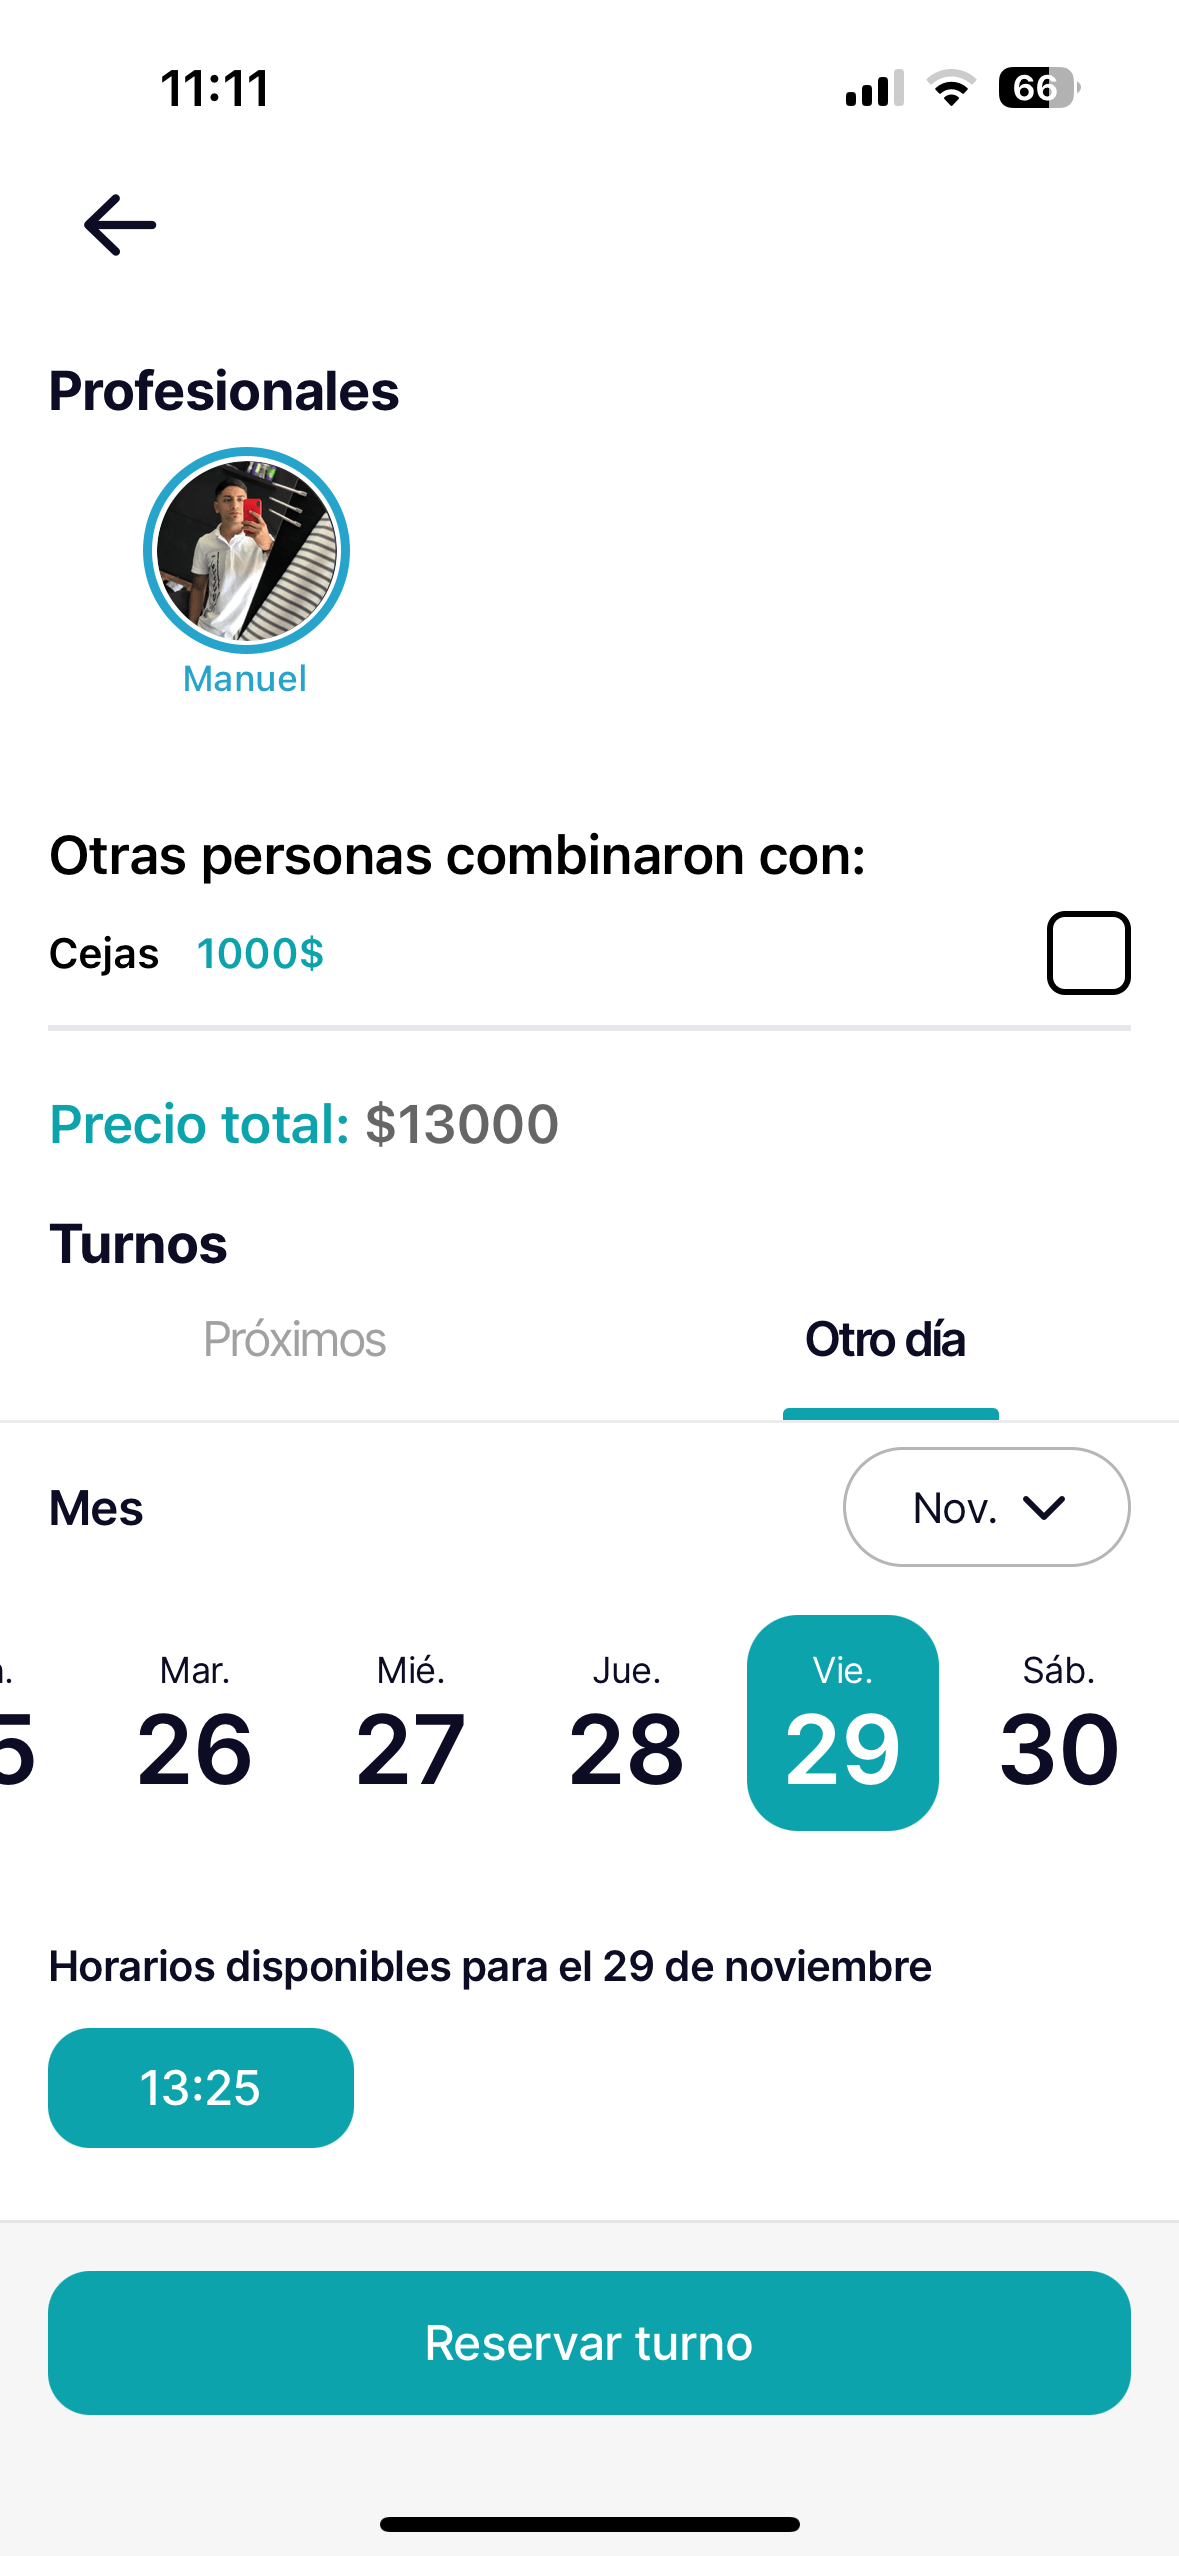 11:11
66
Profesionales
Manuel
Otras personas combinaron con:
Cejas 1000$
Precio total: $13000
Turnos
Próximos Otro día
Mes Nov.
Mar. Mié. Jue. Vie. Sáb.
5 26 27 28 29 30
Horarios disponibles para el 29 de noviembre
13:25
Reservar turno